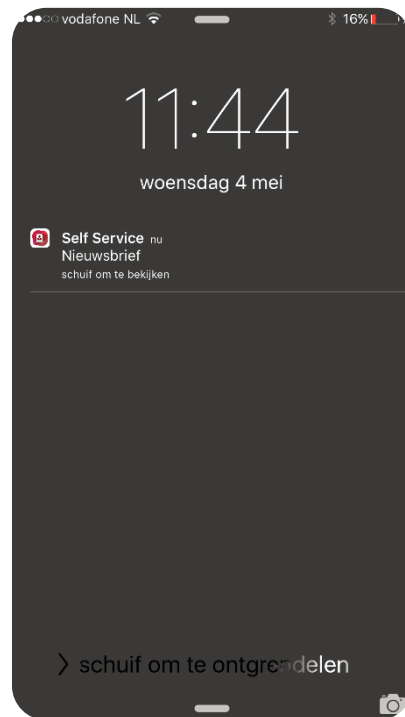 vodafone NL 16%
11:44
woensdag 4 mei
Self Service nu
Nieuwsbrief
schuif om te bekijken
schuif om te ontgrendelen